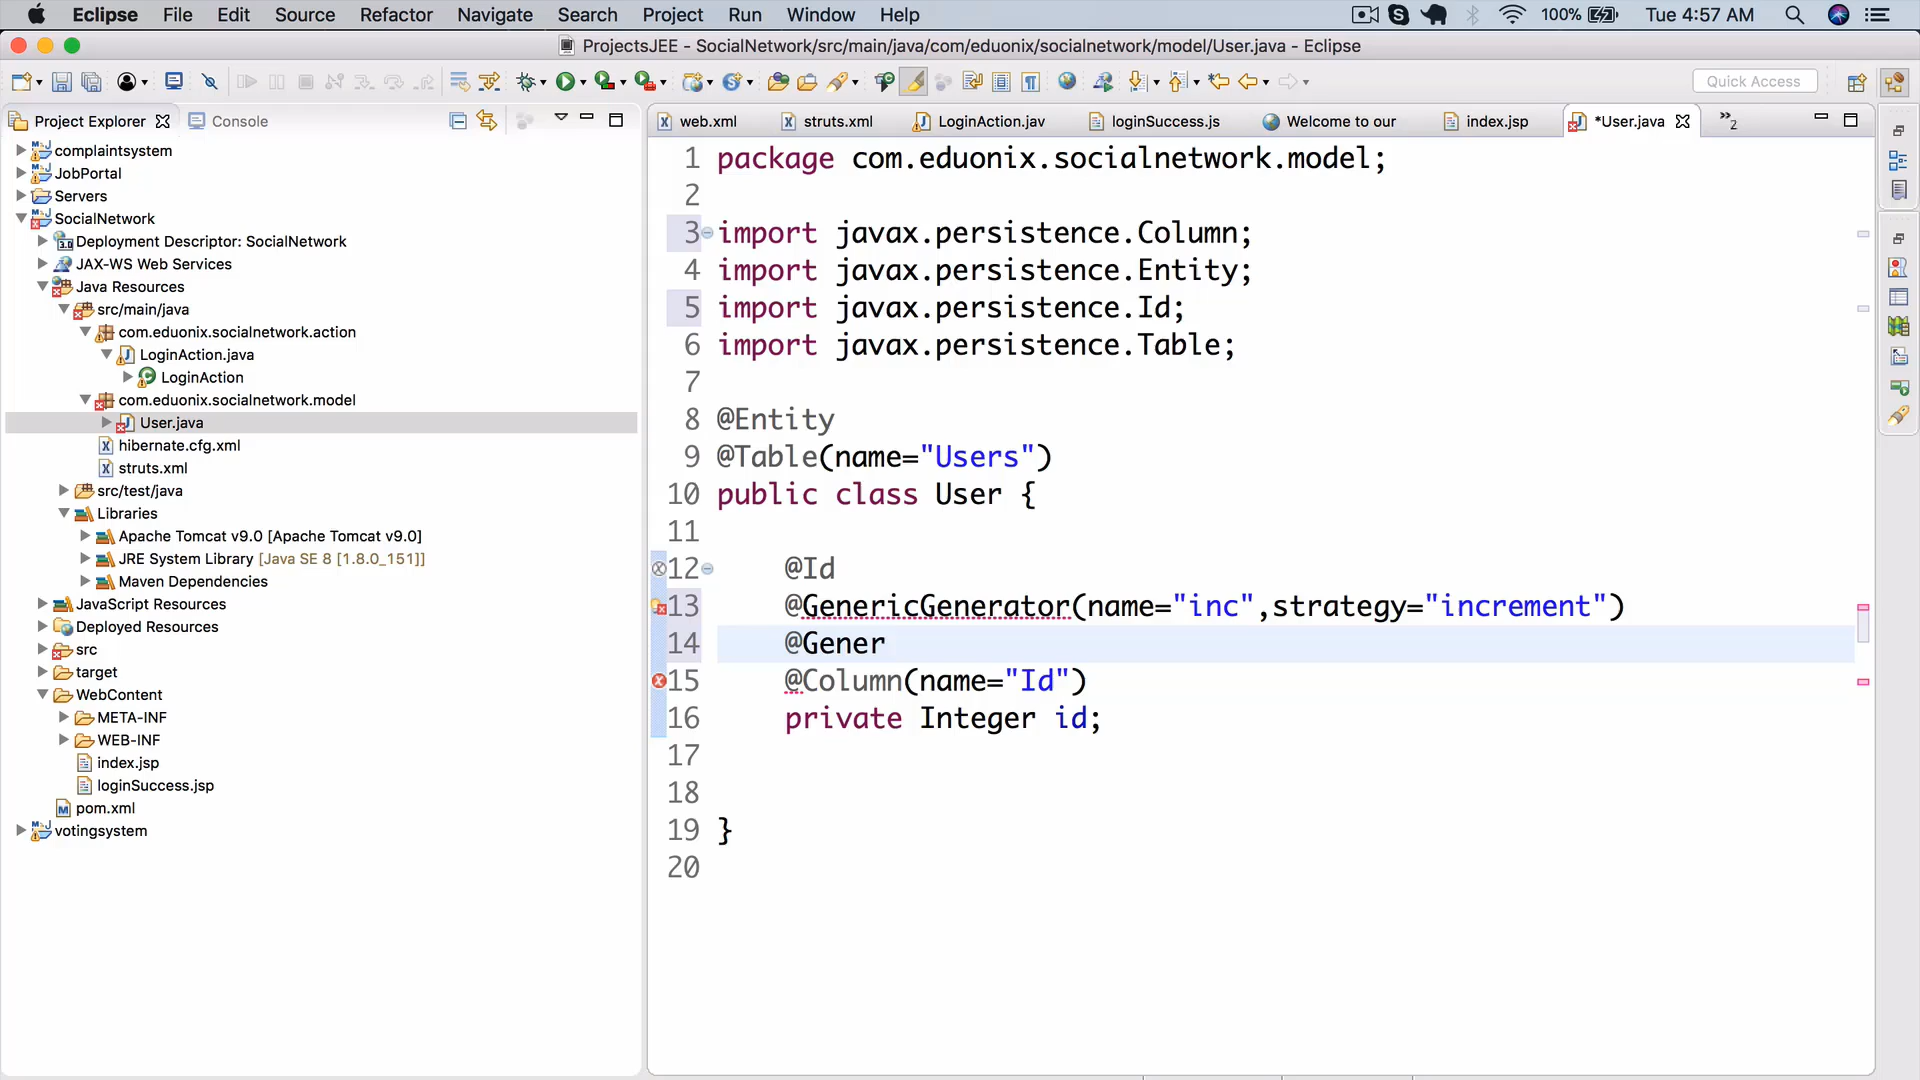 Eclipse File Edit Source Refactor Navigate Search Project Run Window Help 100% Tue 4:57 AM
ProjectsJEE - SocialNetwork/src/main/java/com/eduonix/socialnetwork/model/User.java - Eclipse
Quick Access
Project Explorer Console
complaintsystem
JobPortal
Servers
SocialNetwork
Deployment Descriptor: SocialNetwork
JAX-WS Web Services
Java Resources
src/main/java
com.eduonix.socialnetwork.action
LoginAction.java
LoginAction
com.eduonix.socialnetwork.model
User.java
hibernate.cfg.xml
struts.xml
src/test/java
Libraries
Apache Tomcat v9.0 [Apache Tomcat v9.0]
JRE System Library [Java SE 8 [1.8.0_151]]
Maven Dependencies
JavaScript Resources
Deployed Resources
src
target
WebContent
META-INF
WEB-INF
index.jsp
loginSuccess.jsp
pom.xml
votingsystem
web.xml struts.xml LoginAction.jav loginSuccess.js Welcome to our index.jsp *User.java »2
1 package com.eduonix.socialnetwork.model;
2
3 import javax.persistence.Column;
4 import javax.persistence.Entity;
5 import javax.persistence.Id;
6 import javax.persistence.Table;
7
8 @Entity
9 @Table(name="Users")
10 public class User {
11
12 @Id
13 @GenericGenerator(name="inc",strategy="increment")
14 @Gener
15 @Column(name="Id")
16 private Integer id;
17
18
19 }
20